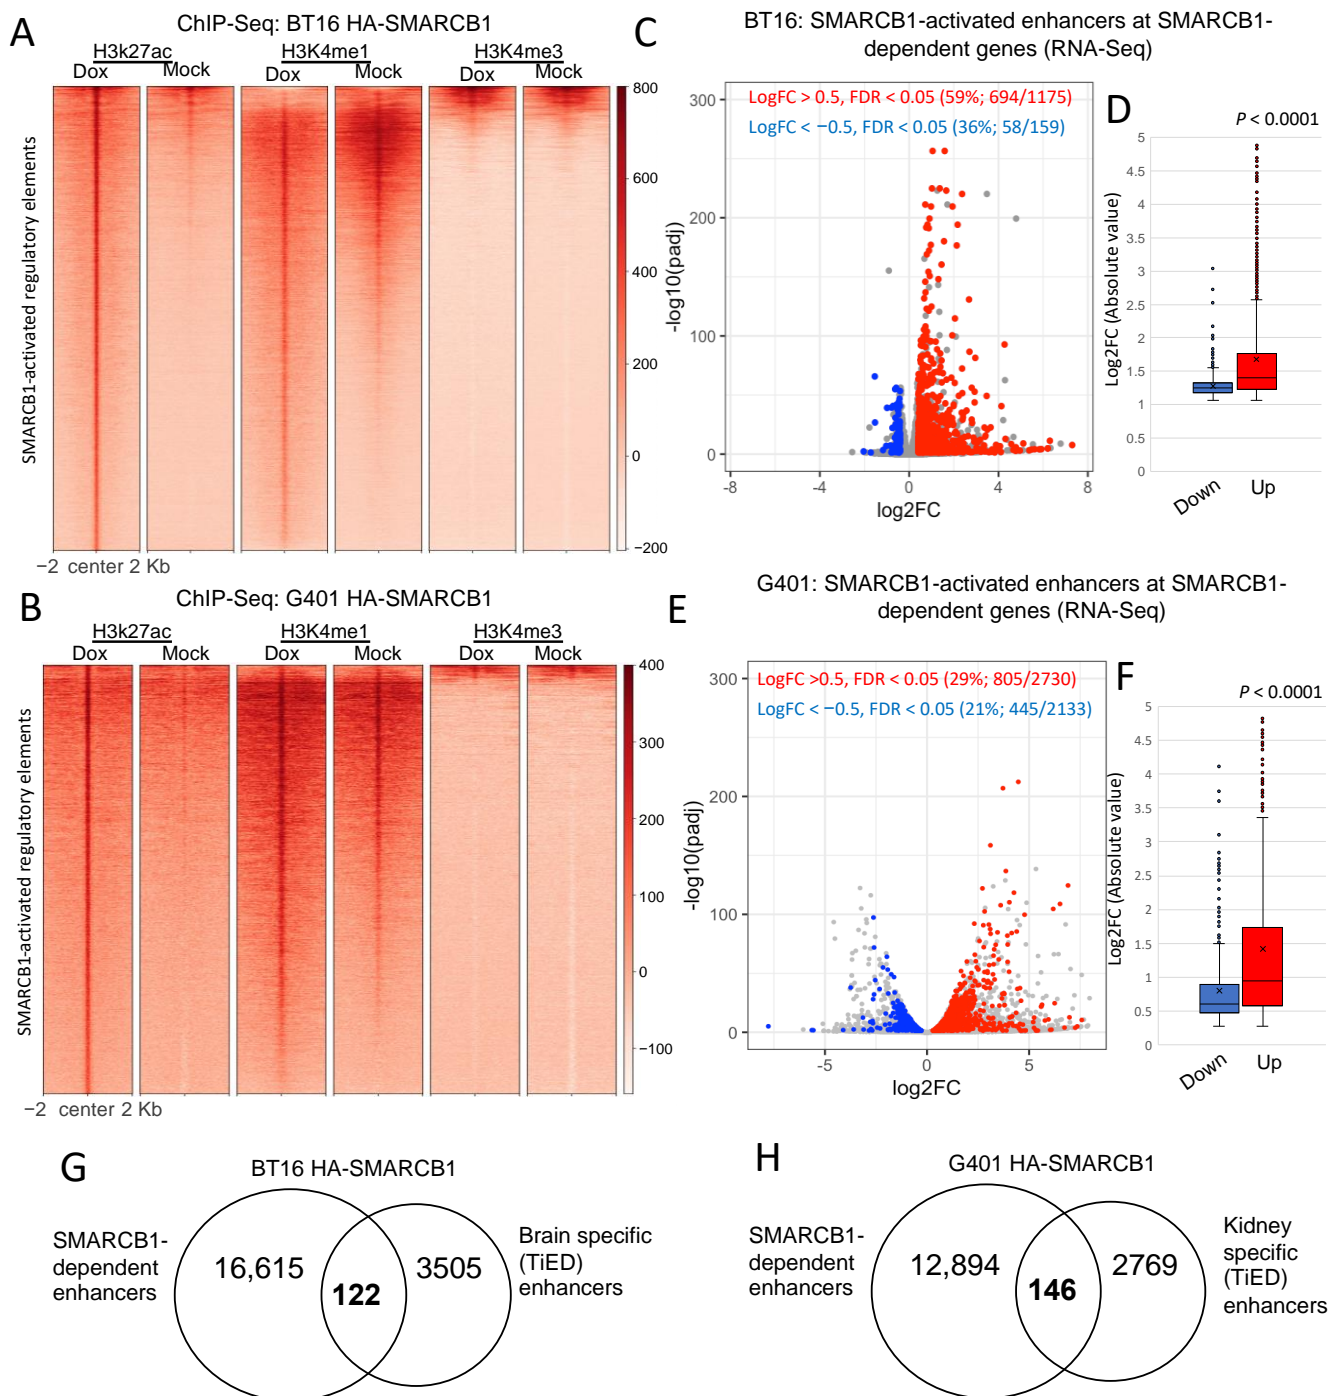 A
ChIP-Seq: BT16 HA-SMARCB1
H3k27ac
H3K4me1
H3K4me3
Dox
Mock
Dox
Mock
Dox
Mock
SMARCB1-activated regulatory elements
800
600
400
200
0
−200
−2 center 2 Kb
B
ChIP-Seq: G401 HA-SMARCB1
H3k27ac
H3K4me1
H3K4me3
Dox
Mock
Dox
Mock
Dox
Mock
SMARCB1-activated regulatory elements
400
300
200
100
0
−100
−2 center 2 Kb
C
BT16: SMARCB1-activated enhancers at SMARCB1-
dependent genes (RNA-Seq)
LogFC > 0.5, FDR < 0.05 (59%; 694/1175)
LogFC < −0.5, FDR < 0.05 (36%; 58/159)
-log10(padj)
300
200
100
0
-8
-4
0
4
8
log2FC
D
P < 0.0001
Log2FC (Absolute value)
5
4.5
4
3.5
3
2.5
2
1.5
1
0.5
0
Down
Up
E
G401: SMARCB1-activated enhancers at SMARCB1-
dependent genes (RNA-Seq)
LogFC >0.5, FDR < 0.05 (29%; 805/2730)
LogFC < −0.5, FDR < 0.05 (21%; 445/2133)
-log10(padj)
300
200
100
0
-5
0
5
log2FC
F
P < 0.0001
Log2FC (Absolute value)
5
4.5
4
3.5
3
2.5
2
1.5
1
0.5
0
Down
Up
G
BT16 HA-SMARCB1
SMARCB1-
dependent
enhancers
16,615
122
3505
Brain specific
(TiED)
enhancers
H
G401 HA-SMARCB1
SMARCB1-
dependent
enhancers
12,894
146
2769
Kidney
specific
(TiED)
enhancers